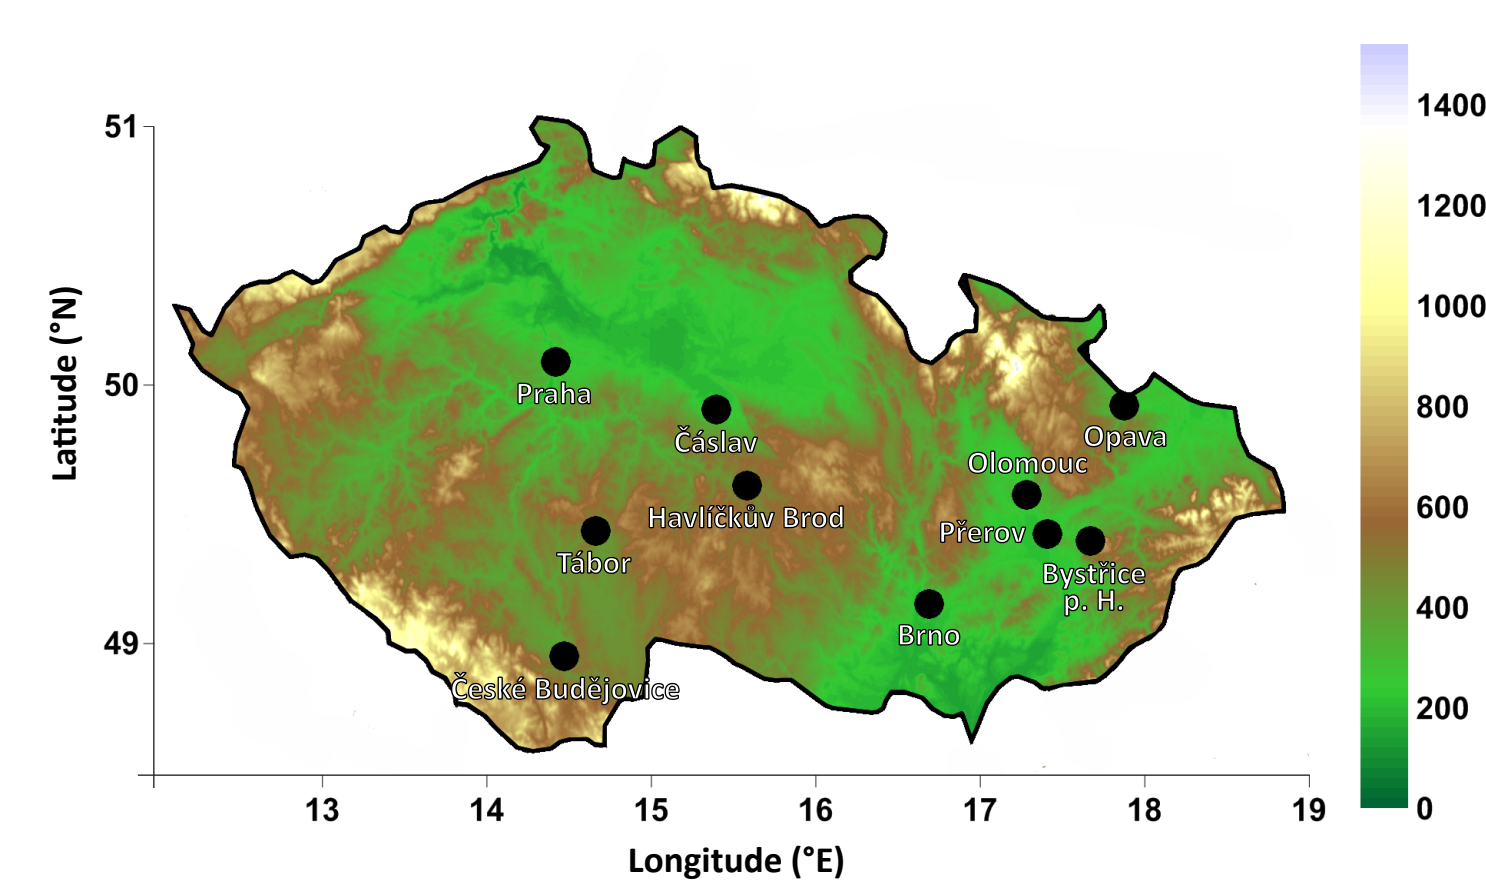 51
50
49
Latitude (°N)
13
14
15
16
17
18
19
Longitude (°E)
Praha
Čáslav
Havlíčkův Brod
Tábor
České Budějovice
Opava
Olomouc
Přerov
Bystřice
p. H.
Brno
1400
1200
1000
800
600
400
200
0